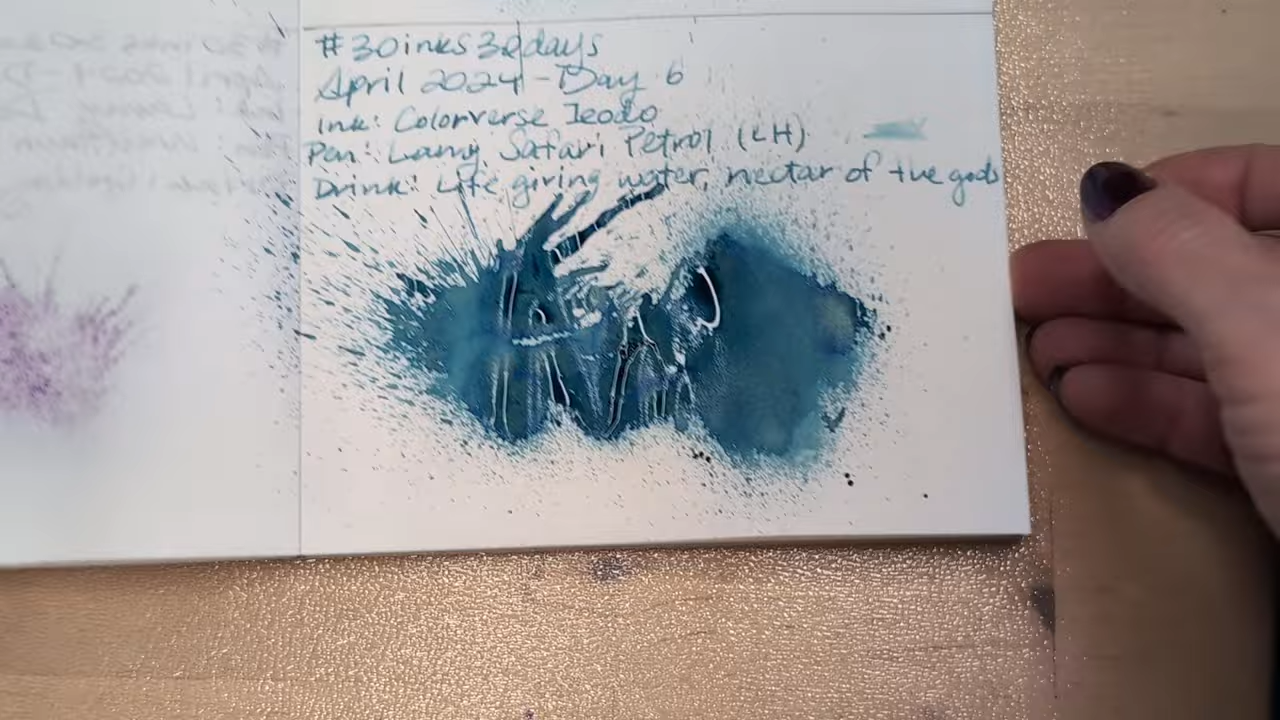 #30inks30days
April 2024 - Day 6
Ink: Colorverse Teodo
Pen: Lamy Safari Petrol (LH)
Drink: Life giving water, nectar of the gods